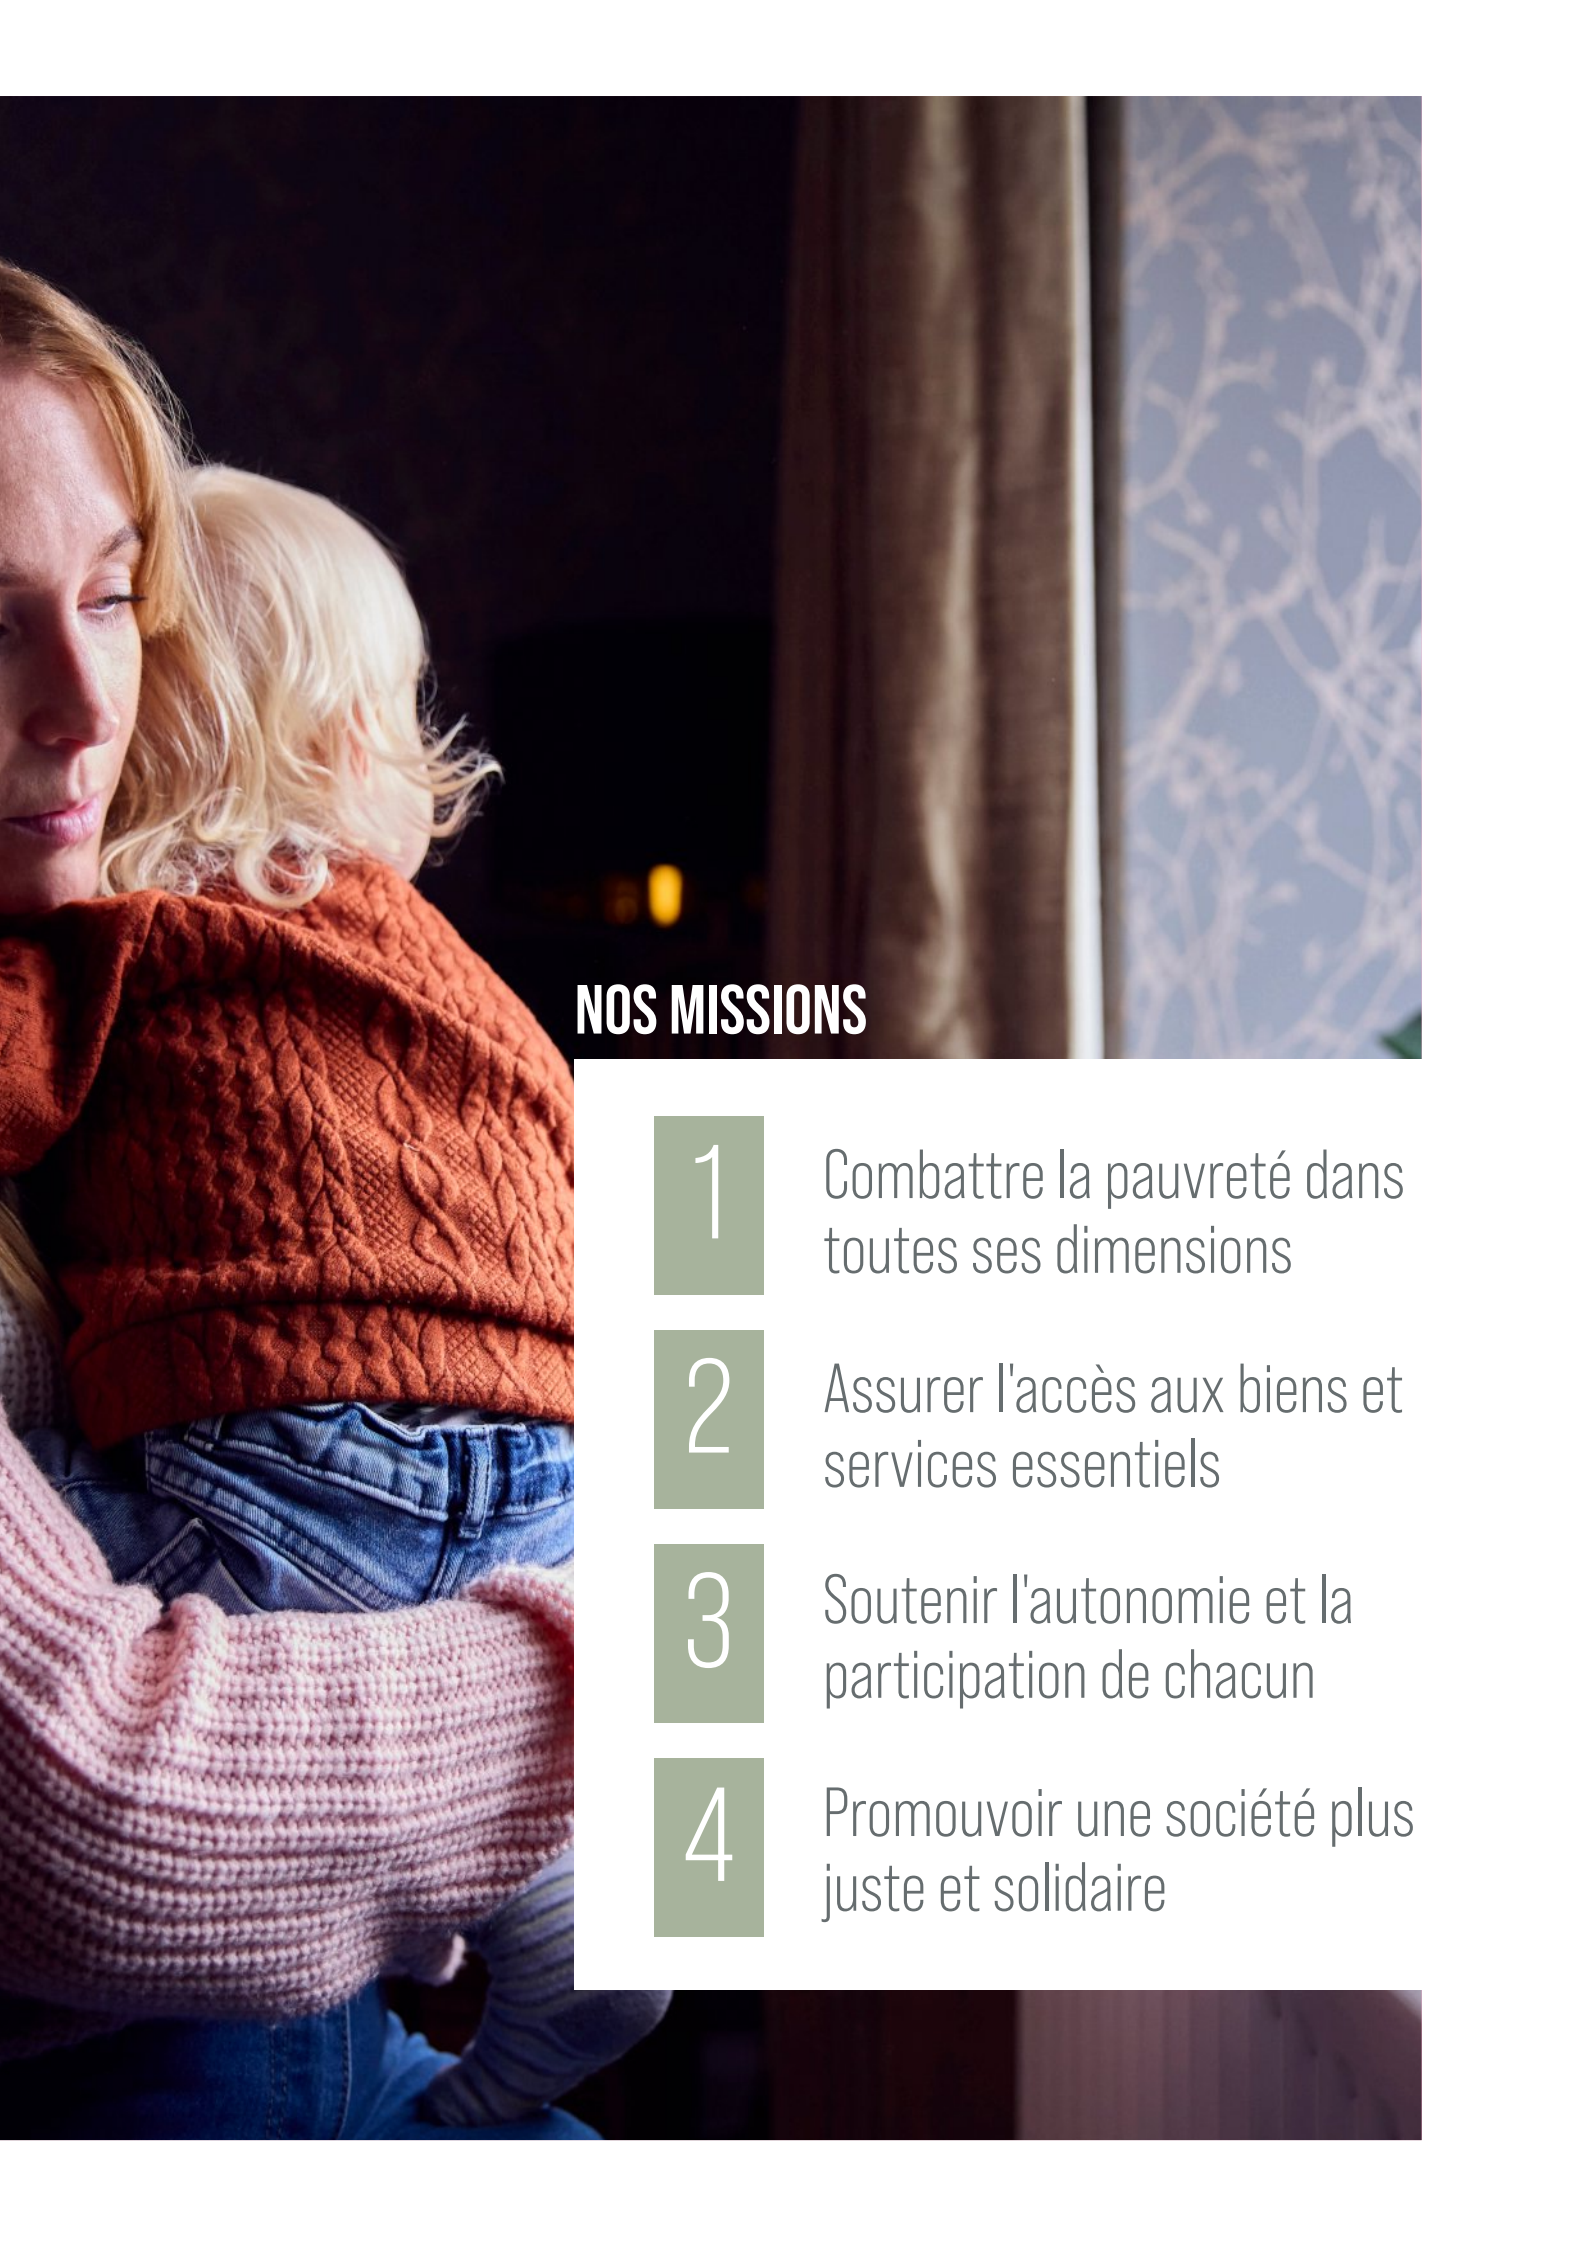 NOS MISSIONS
1
Combattre la pauvreté dans
toutes ses dimensions
2
Assurer l'accès aux biens et
services essentiels
3
Soutenir l'autonomie et la
participation de chacun
4
Promouvoir une société plus
juste et solidaire